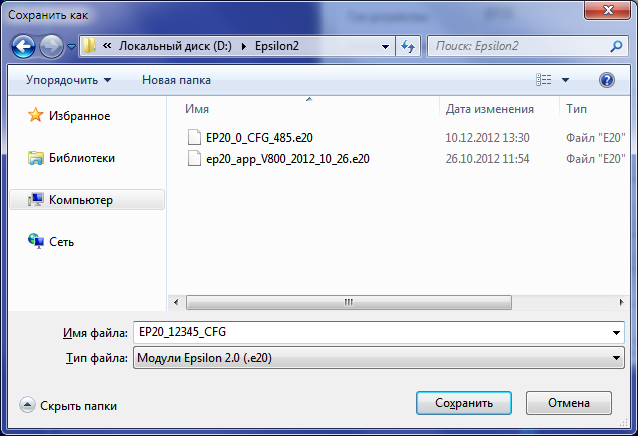 Сохранить как
« Локальный диск (D:) Epsilon2
Поиск: Epsilon2
Упорядочить Новая папка
Имя Дата изменения Тип
Избранное
EP20_0_CFG_485.e20 10.12.2012 13:30 Файл "E20"
ep20_app_V800_2012_10_26.e20 26.10.2012 11:54 Файл "E20"
Библиотеки
Компьютер
Сеть
Имя файла: EP20_12345_CFG
Тип файла: Модули Epsilon 2.0 (.e20)
Скрыть папки
Сохранить Отмена